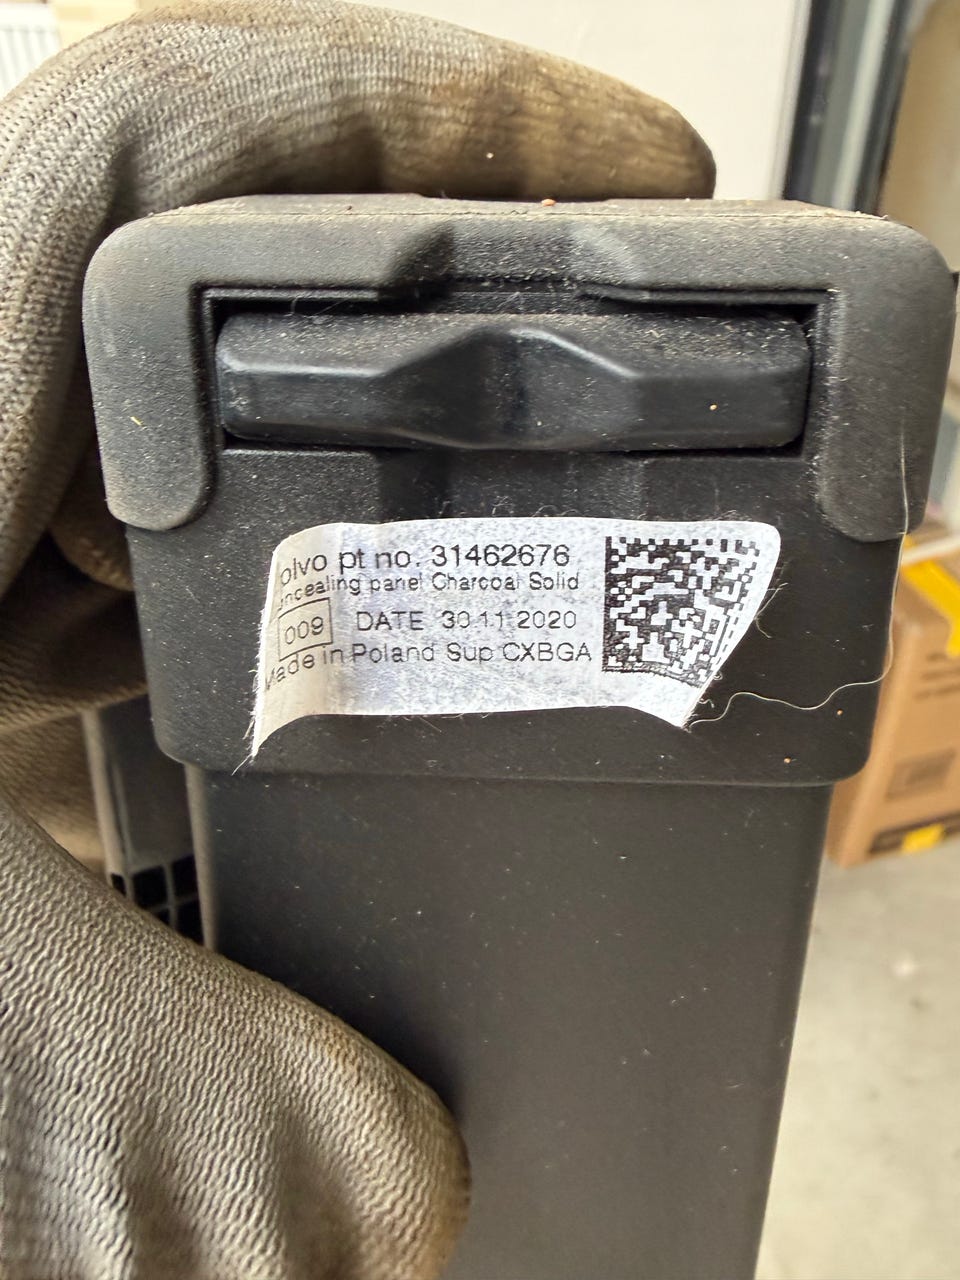 olvo pt no. 31462676
ncealing panel Charcoal Solid
009 DATE 30 11 2020
Made in Poland Sup CXBGA